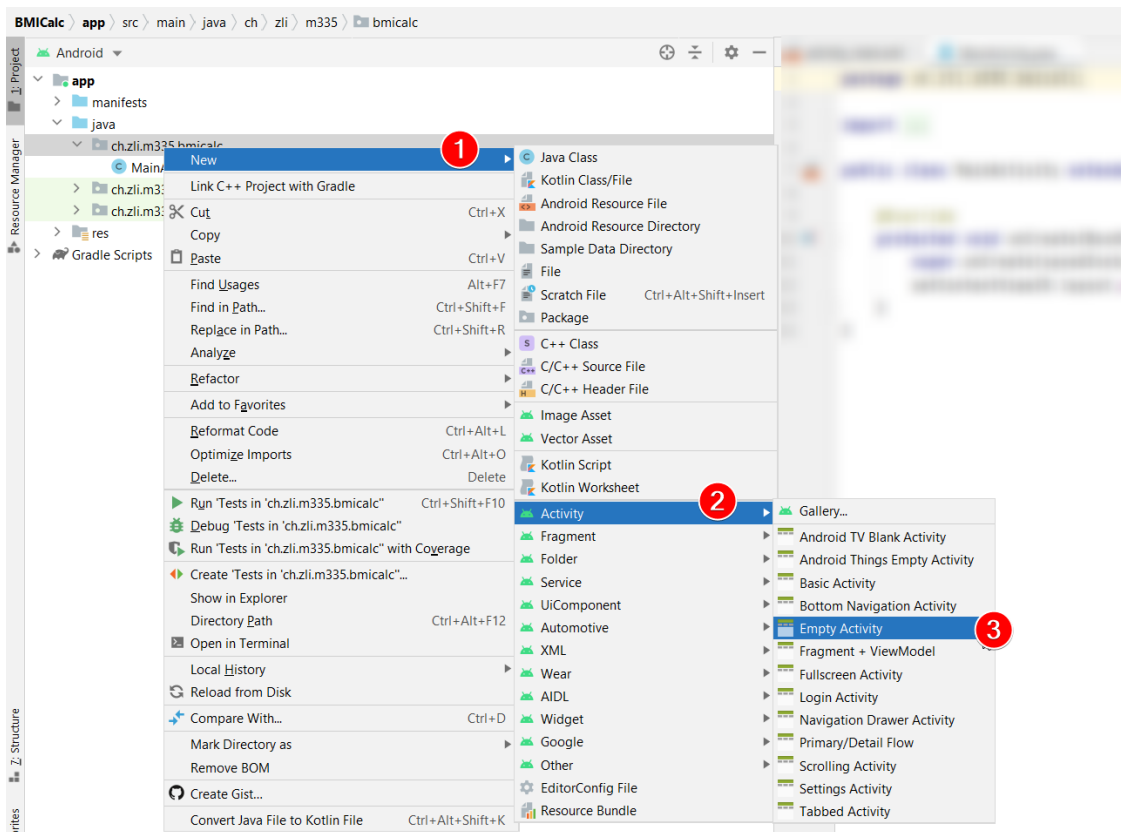 BMICalc app src main java ch zli m335 bmicalc
1: Project
Resource Manager
7: Structure
Android
app
manifests
java
ch.zli.m335.bmicalc
MainA
ch.zli.m33
ch.zli.m33
res
Gradle Scripts
New
1
Link C++ Project with Gradle
Cut Ctrl+X
Copy
Paste Ctrl+V
Find Usages Alt+F7
Find in Path... Ctrl+Shift+F
Replace in Path... Ctrl+Shift+R
Analyze
Refactor
Add to Favorites
Reformat Code Ctrl+Alt+L
Optimize Imports Ctrl+Alt+O
Delete... Delete
Run 'Tests in 'ch.zli.m335.bmicalc'' Ctrl+Shift+F10
Debug 'Tests in 'ch.zli.m335.bmicalc''
Run 'Tests in 'ch.zli.m335.bmicalc'' with Coverage
Create 'Tests in 'ch.zli.m335.bmicalc''...
Show in Explorer
Directory Path Ctrl+Alt+F12
Open in Terminal
Local History
Reload from Disk
Compare With... Ctrl+D
Mark Directory as
Remove BOM
Create Gist...
Convert Java File to Kotlin File Ctrl+Alt+Shift+K
Java Class
Kotlin Class/File
Android Resource File
Android Resource Directory
Sample Data Directory
File
Scratch File Ctrl+Alt+Shift+Insert
Package
C++ Class
C/C++ Source File
C/C++ Header File
Image Asset
Vector Asset
Kotlin Script
Kotlin Worksheet
Activity
2
Fragment
Folder
Service
UiComponent
Automotive
XML
Wear
AIDL
Widget
Google
Other
EditorConfig File
Resource Bundle
Gallery...
Android TV Blank Activity
Android Things Empty Activity
Basic Activity
Bottom Navigation Activity
Empty Activity
3
Fragment + ViewModel
Fullscreen Activity
Login Activity
Navigation Drawer Activity
Primary/Detail Flow
Scrolling Activity
Settings Activity
Tabbed Activity